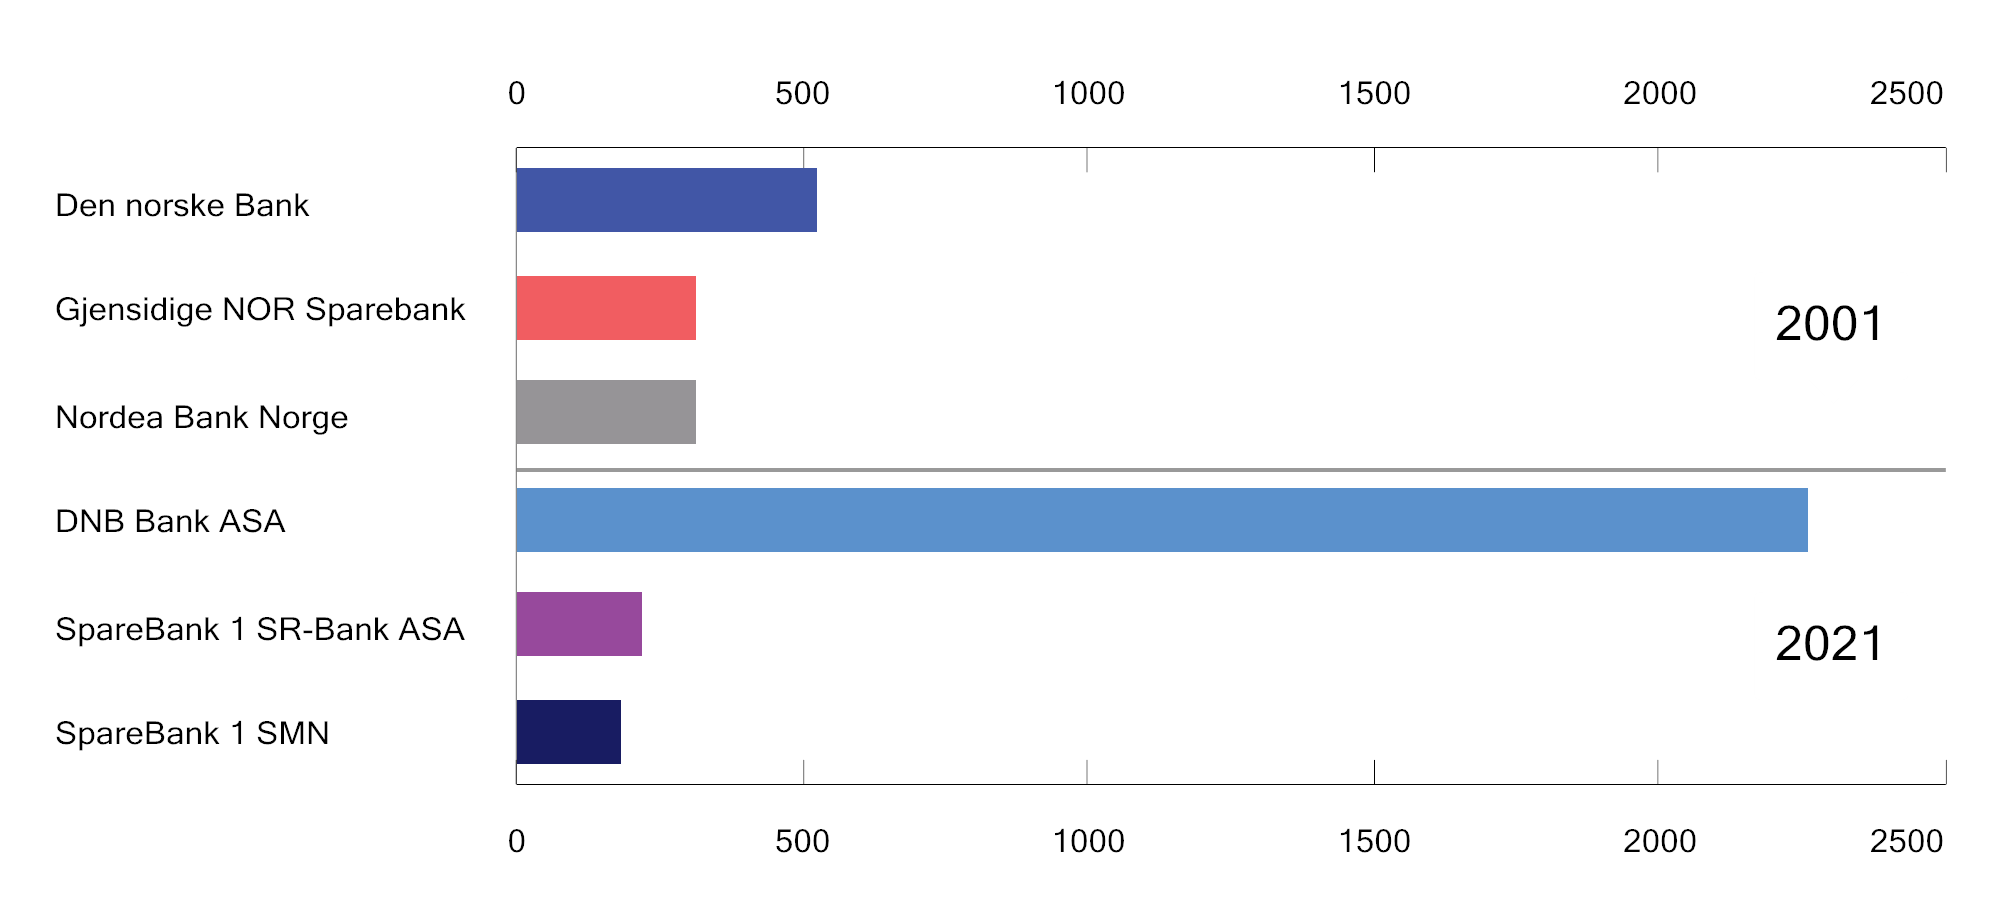 0 500 1000 1500 2000 2500
Den norske Bank
Gjensidige NOR Sparebank
2001
Nordea Bank Norge
DNB Bank ASA
SpareBank 1 SR-Bank ASA
2021
SpareBank 1 SMN
0 500 1000 1500 2000 2500